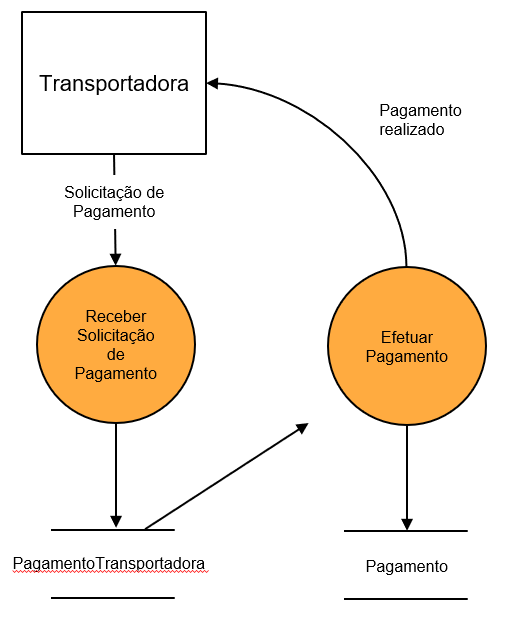 Transportadora
Pagamento
realizado
Solicitação de
Pagamento
Receber
Solicitação
de
Pagamento
Efetuar
Pagamento
PagamentoTransportadora
Pagamento